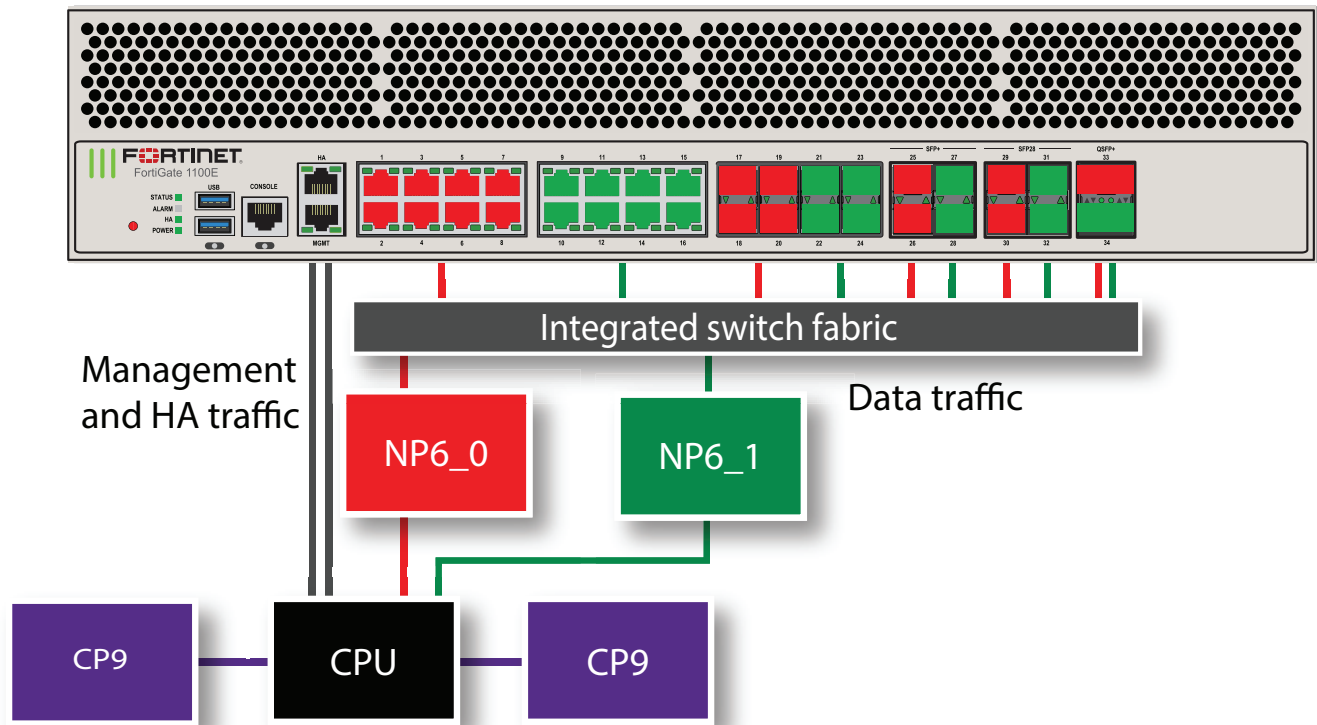 FORTINET
FortiGate 1100E
STATUS
ALARM
HA
POWER
USB
CONSOLE
HA
MGMT
1 3 5 7
2 4 6 8
9 11 13 15
10 12 14 16
17 19 21 23
18 20 22 24
SFP+
25 27
26 28
SFP28
29 31
30 32
QSFP+
33
34
Integrated switch fabric
Management
and HA traffic
Data traffic
NP6_0
NP6_1
CP9
CPU
CP9